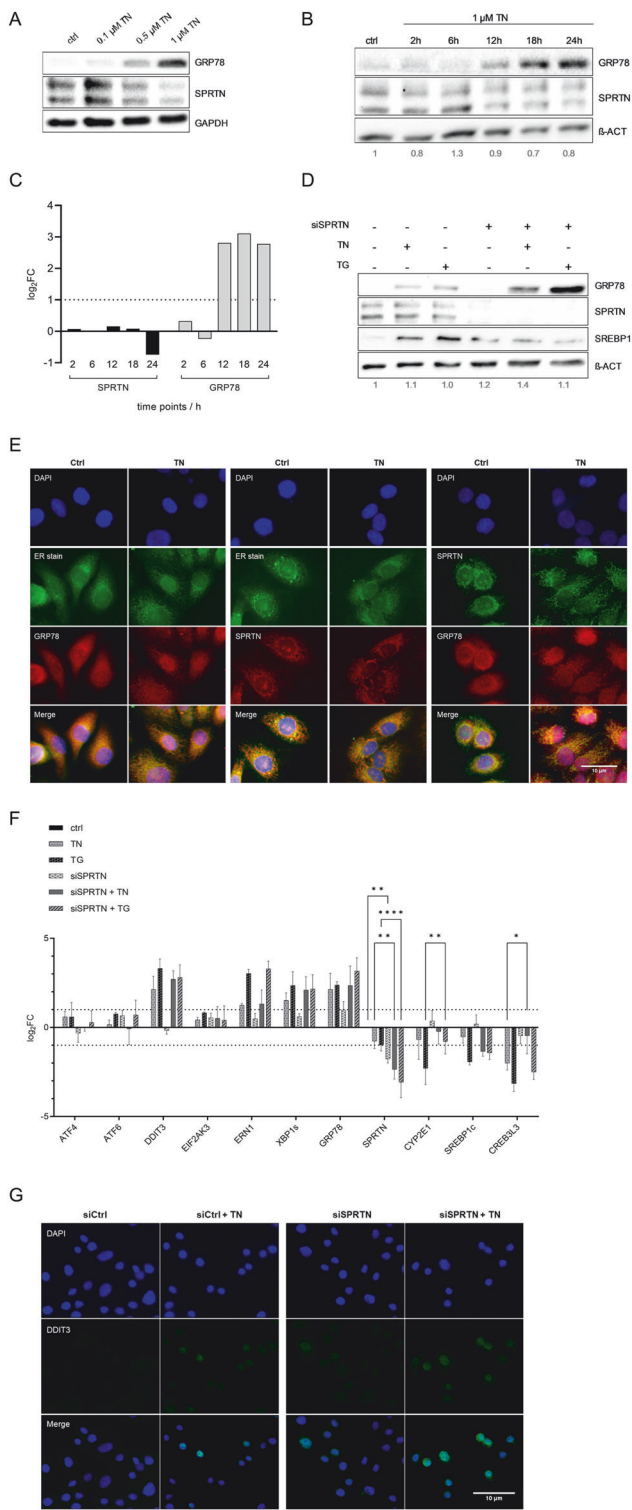 A
ctrl
0.1 µM TN
0.5 µM TN
1 µM TN
GRP78
SPRTN
GAPDH
B
1 µM TN
ctrl 2h 6h 12h 18h 24h
GRP78
SPRTN
ß-ACT
1 0.8 1.3 0.9 0.7 0.8
C
log2FC
4
3
2
1
0
-1
2 6 12 18 24 2 6 12 18 24
SPRTN GRP78
time points / h
D
siSPRTN - - - + + +
TN - + - - + -
TG - - + - - +
GRP78
SPRTN
SREBP1
ß-ACT
1 1.1 1.0 1.2 1.4 1.1
E
Ctrl TN Ctrl TN Ctrl TN
DAPI DAPI DAPI
ER stain ER stain SPRTN
GRP78 SPRTN GRP78
Merge Merge Merge
10 µm
F
ctrl
TN
TG
siSPRTN
siSPRTN + TN
siSPRTN + TG
** 
****
** ** *
log2FC
5
0
-5
ATF4 ATF6 DDIT3 EIF2AK3 ERN1 XBP1s GRP78 SPRTN CYP2E1 SREBP1c CREB3L3
G
siCtrl siCtrl + TN siSPRTN siSPRTN + TN
DAPI
DDIT3
Merge
10 µm